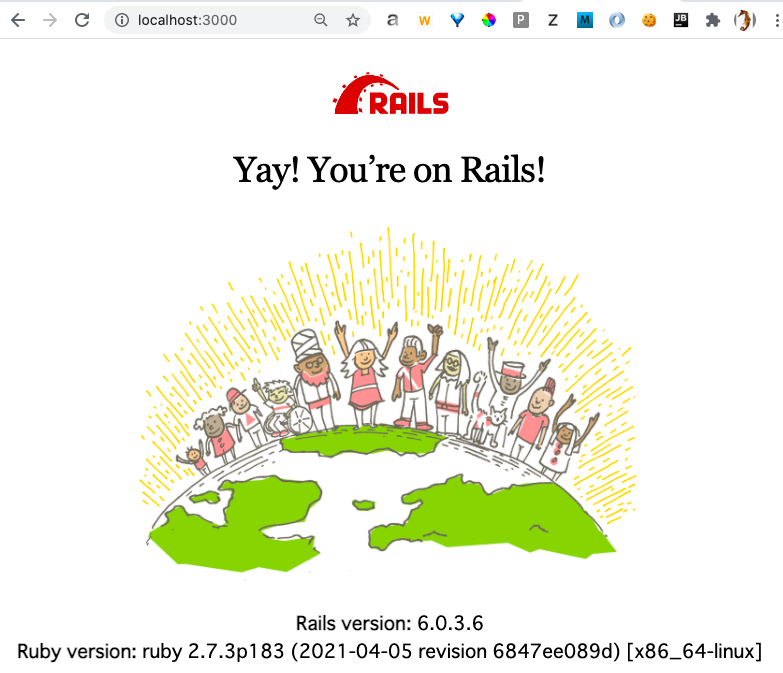 localhost:3000
a w P Z M JB
RAILS
Yay! You’re on Rails!
Rails version: 6.0.3.6
Ruby version: ruby 2.7.3p183 (2021-04-05 revision 6847ee089d) [x86_64-linux]